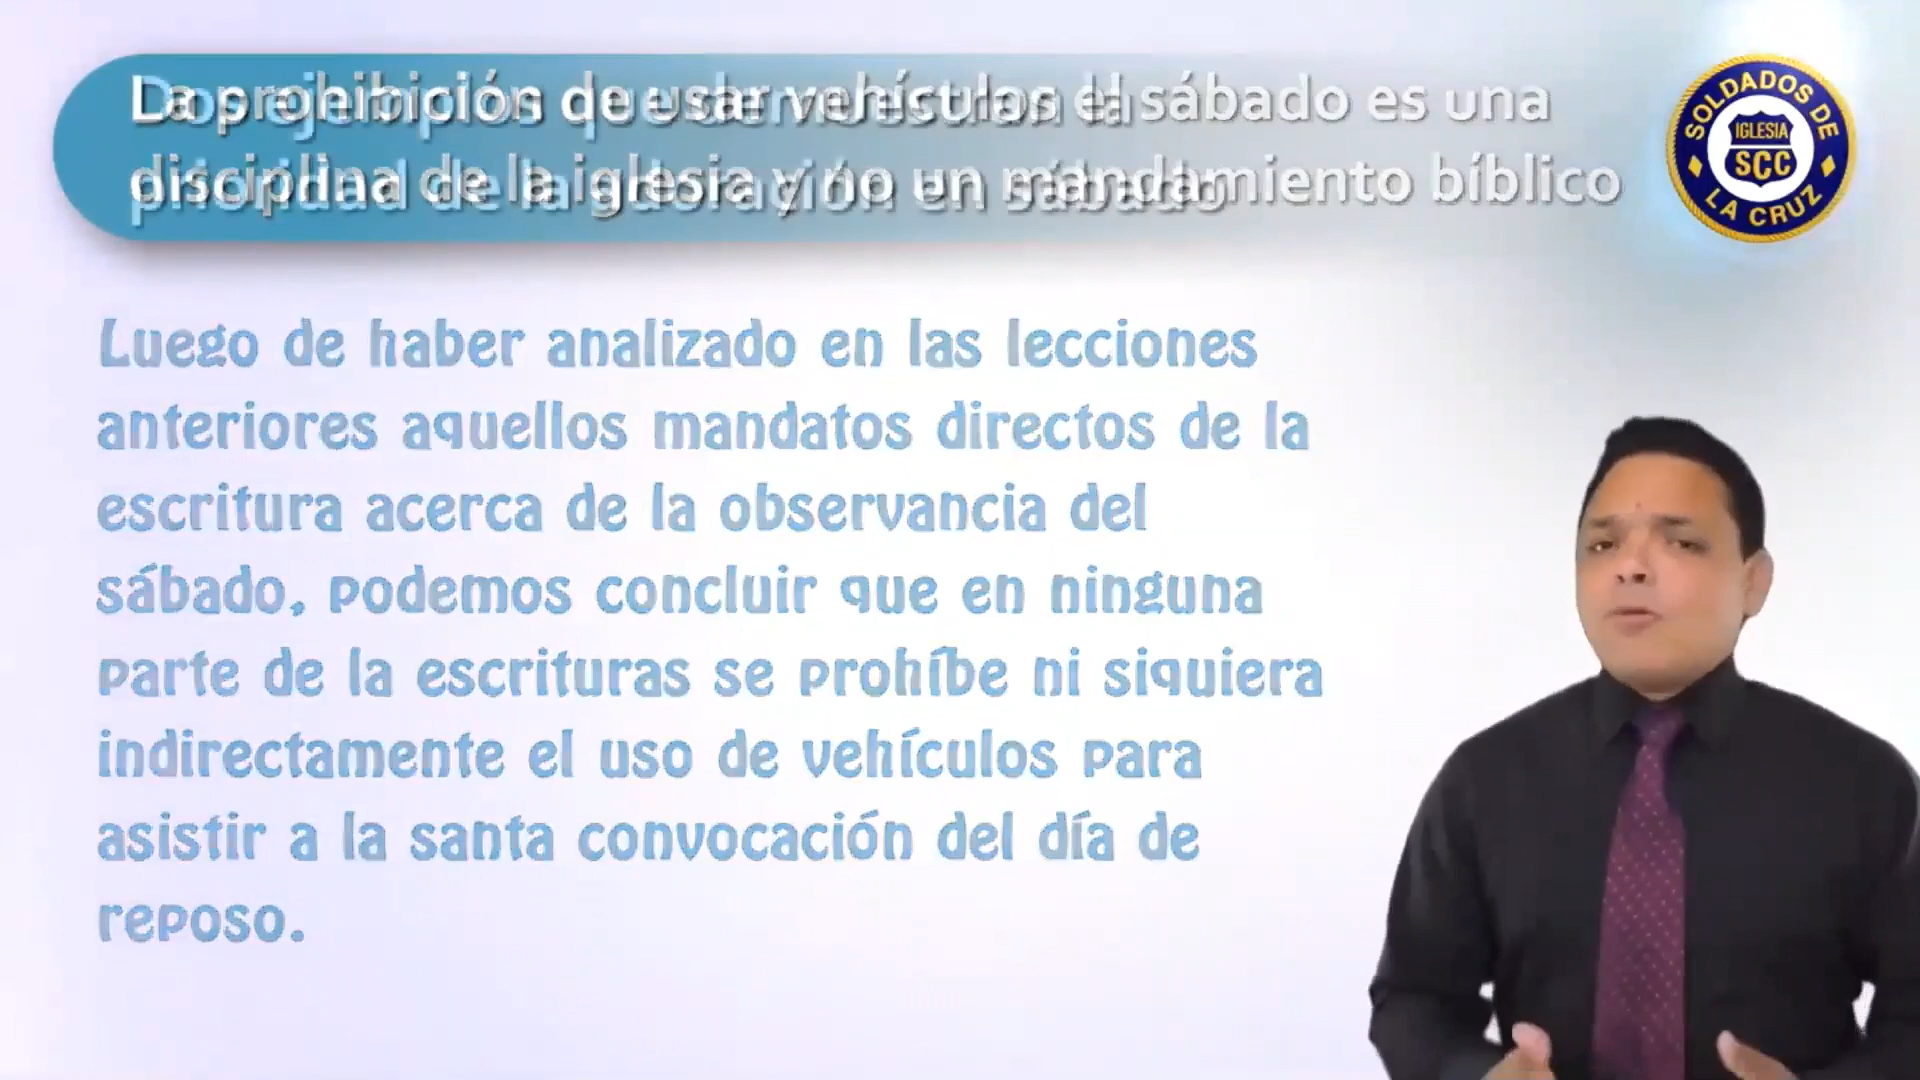 La prohibición de usar vehículos el sábado es una
disciplina de la iglesia y no un mandamiento bíblico
SOLDADOS DE
IGLESIA
SCC
LA CRUZ
Luego de haber analizado en las lecciones
anteriores aquellos mandatos directos de la
escritura acerca de la observancia del
sábado, podemos concluir que en ninguna
parte de la escrituras se prohíbe ni siquiera
indirectamente el uso de vehículos para
asistir a la santa convocación del día de
reposo.